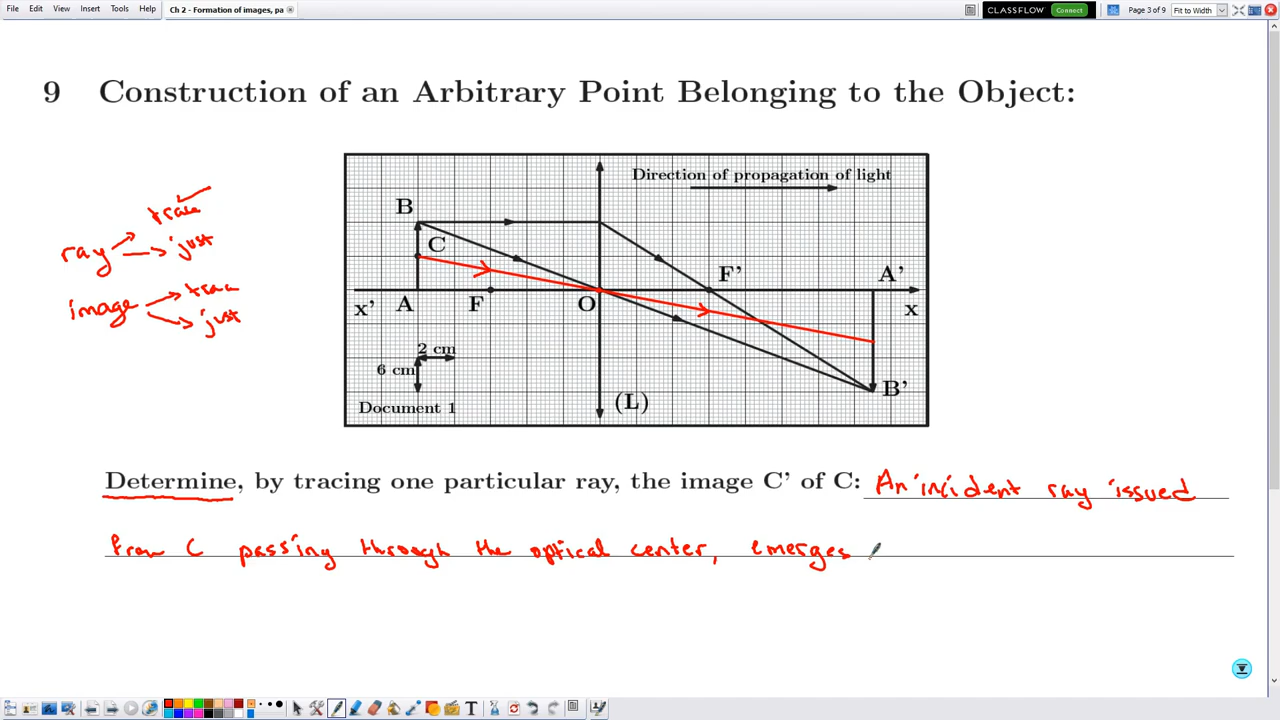 File Edit View Insert Tools Help
Ch 2 - Formation of images, pa
CLASSFLOW Connect
Page 3 of 9
Fit to Width
9 Construction of an Arbitrary Point Belonging to the Object:
Direction of propagation of light
B
C
F'
A'
x'
A
F
O
x
2 cm
6 cm
B'
(L)
Document 1
trace
ray
just
image
trac
just
Determine, by tracing one particular ray, the image C' of C: An incident ray issued
from C passing through the optical center, emerges
T